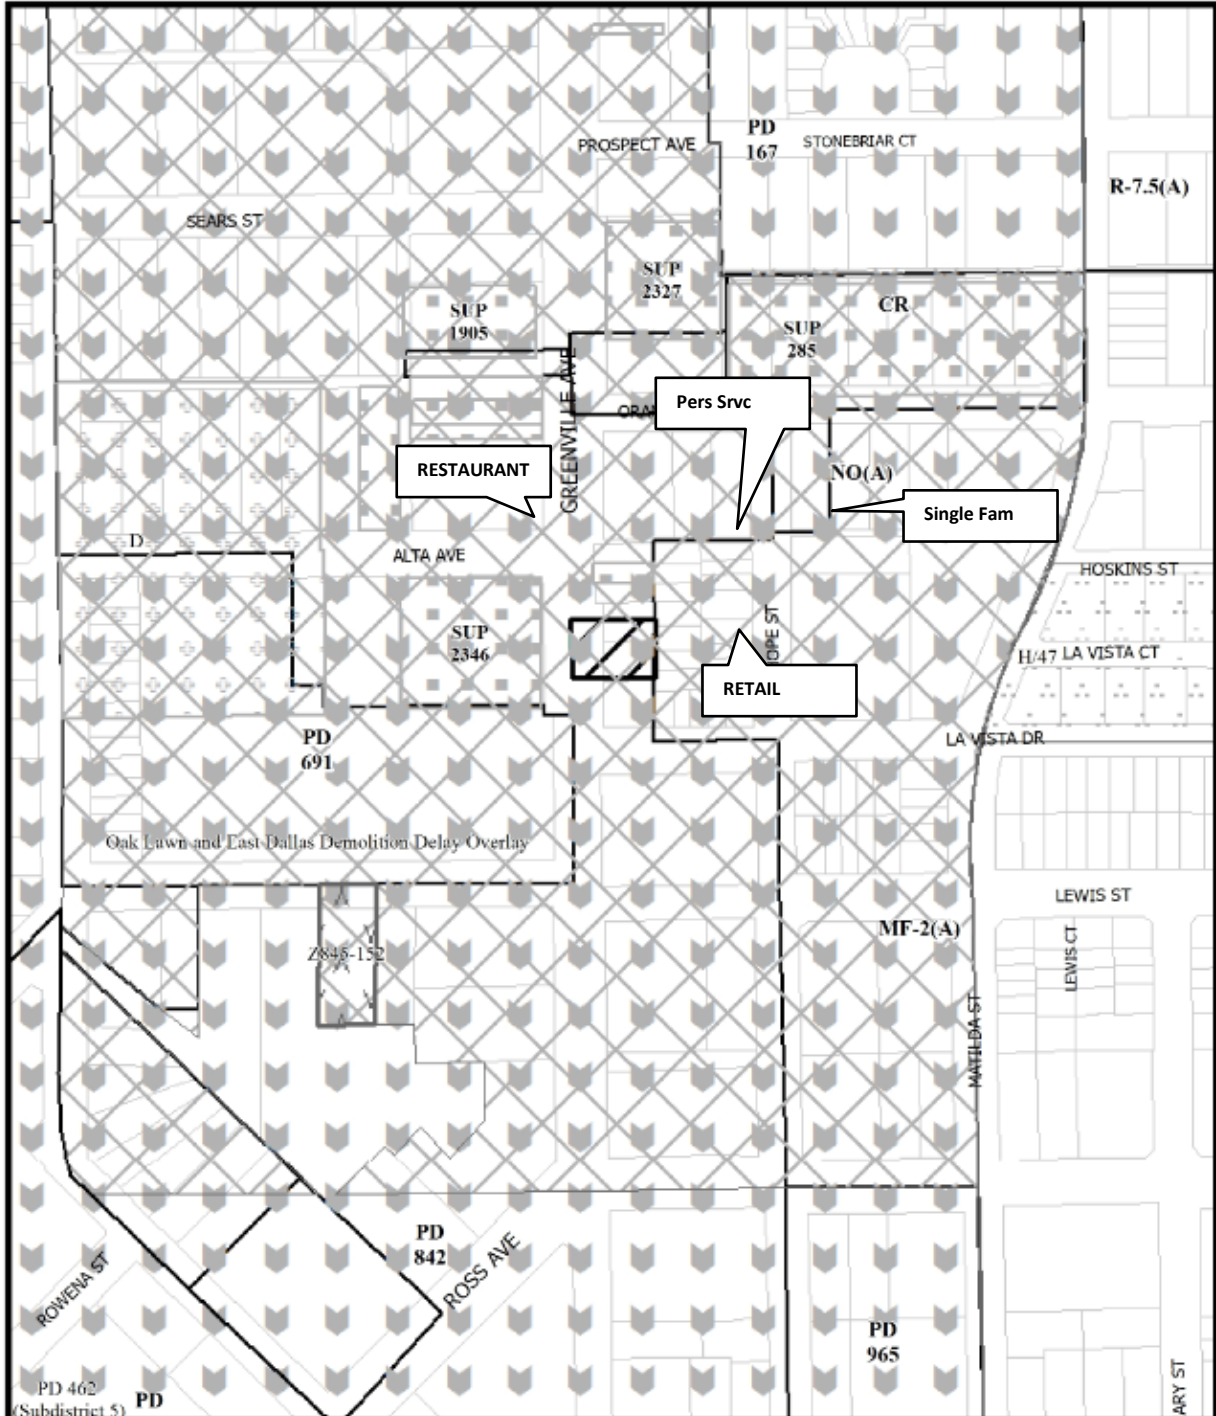 PROSPECT AVE
PD
167
STONEBRIAR CT
R-7.5(A)
SEARS ST
SUP
2327
SUP
1905
CR
SUP
285
GREENVILLE AVE
Pers Srvc
RESTAURANT
NO(A)
Single Fam
D
ALTA AVE
HOSKINS ST
SUP
2346
H/47
LA VISTA CT
RETAIL
PD
691
LA VISTA DR
Oak Lawn and East Dallas Demolition Delay Overlay
LEWIS ST
MF-2(A)
LEWIS CT
MATILDA ST
PD
842
ROSS AVE
ROWENA ST
PD
965
PD 462
(Subdistrict 5)
PD
ARY ST